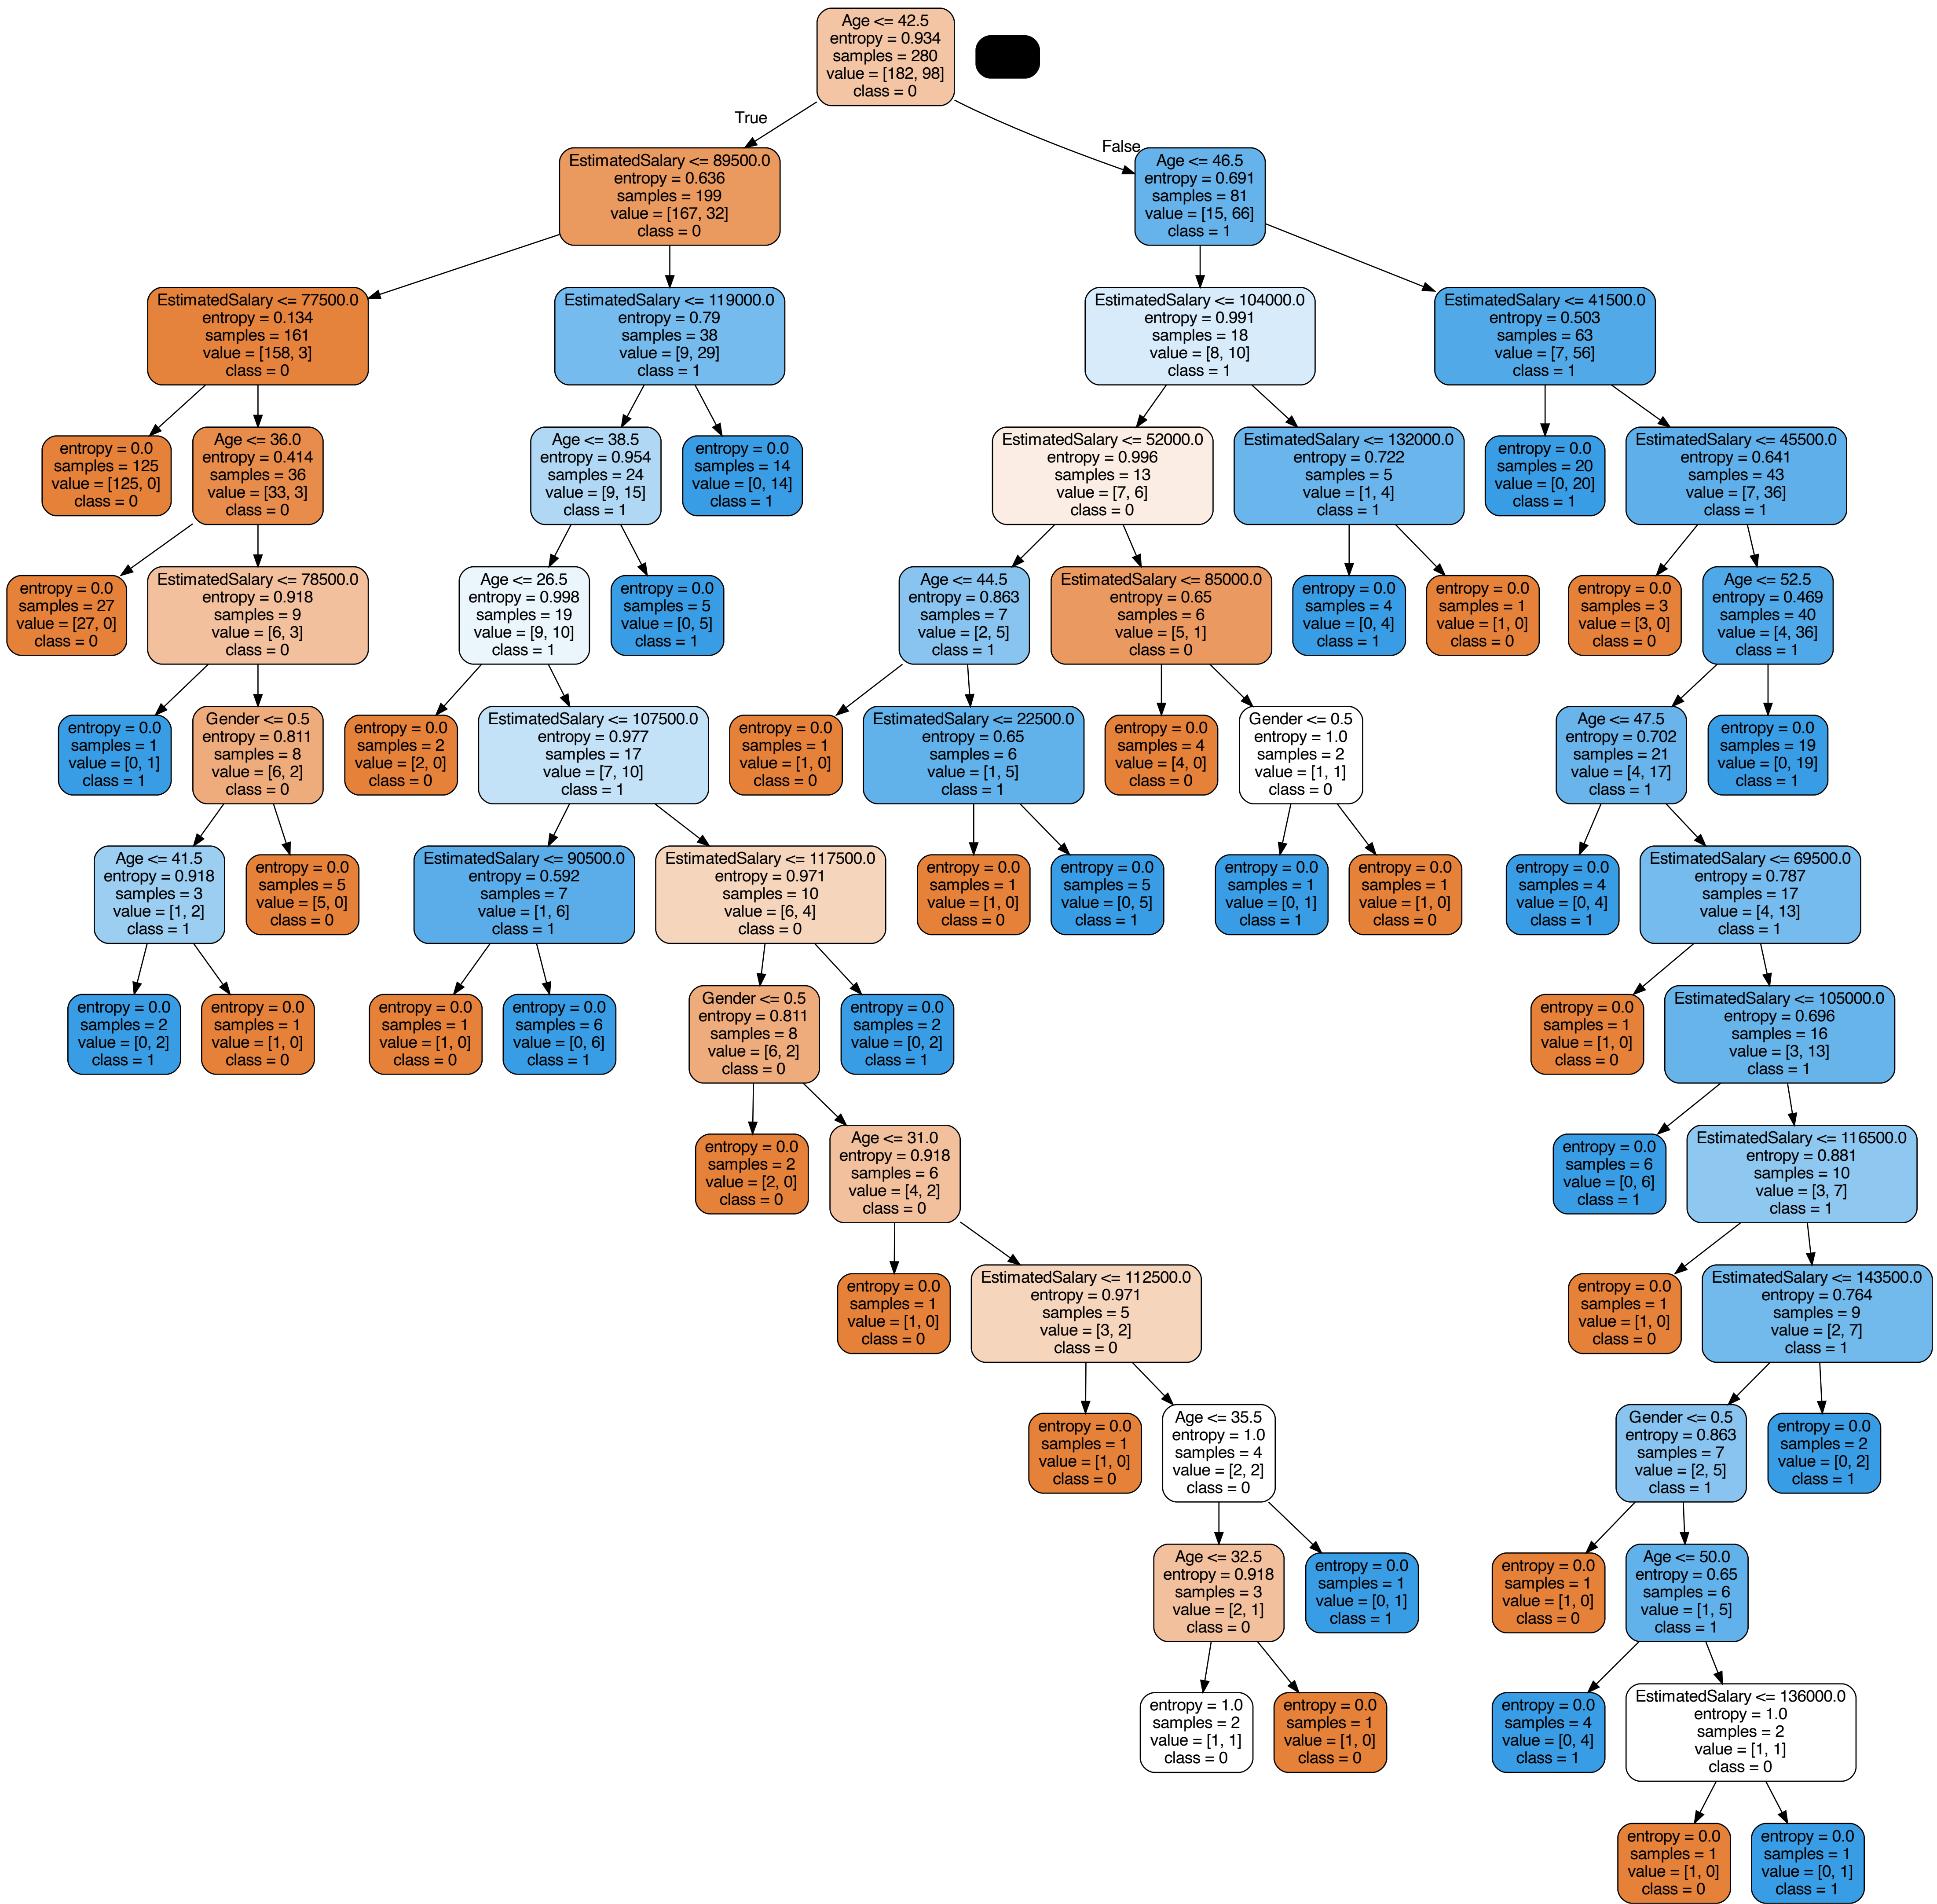 Age <= 42.5
entropy = 0.934
samples = 280
value = [182, 98]
class = 0
True
False
EstimatedSalary <= 89500.0
entropy = 0.636
samples = 199
value = [167, 32]
class = 0
Age <= 46.5
entropy = 0.691
samples = 81
value = [15, 66]
class = 1
EstimatedSalary <= 77500.0
entropy = 0.134
samples = 161
value = [158, 3]
class = 0
EstimatedSalary <= 119000.0
entropy = 0.79
samples = 38
value = [9, 29]
class = 1
EstimatedSalary <= 104000.0
entropy = 0.991
samples = 18
value = [8, 10]
class = 1
EstimatedSalary <= 41500.0
entropy = 0.503
samples = 63
value = [7, 56]
class = 1
entropy = 0.0
samples = 125
value = [125, 0]
class = 0
Age <= 36.0
entropy = 0.414
samples = 36
value = [33, 3]
class = 0
Age <= 38.5
entropy = 0.954
samples = 24
value = [9, 15]
class = 1
entropy = 0.0
samples = 14
value = [0, 14]
class = 1
EstimatedSalary <= 52000.0
entropy = 0.996
samples = 13
value = [7, 6]
class = 0
EstimatedSalary <= 132000.0
entropy = 0.722
samples = 5
value = [1, 4]
class = 1
entropy = 0.0
samples = 20
value = [0, 20]
class = 1
EstimatedSalary <= 45500.0
entropy = 0.641
samples = 43
value = [7, 36]
class = 1
entropy = 0.0
samples = 27
value = [27, 0]
class = 0
EstimatedSalary <= 78500.0
entropy = 0.918
samples = 9
value = [6, 3]
class = 0
Age <= 26.5
entropy = 0.998
samples = 19
value = [9, 10]
class = 1
entropy = 0.0
samples = 5
value = [0, 5]
class = 1
Age <= 44.5
entropy = 0.863
samples = 7
value = [2, 5]
class = 1
EstimatedSalary <= 85000.0
entropy = 0.65
samples = 6
value = [5, 1]
class = 0
entropy = 0.0
samples = 4
value = [0, 4]
class = 1
entropy = 0.0
samples = 1
value = [1, 0]
class = 0
entropy = 0.0
samples = 3
value = [3, 0]
class = 0
Age <= 52.5
entropy = 0.469
samples = 40
value = [4, 36]
class = 1
entropy = 0.0
samples = 1
value = [0, 1]
class = 1
Gender <= 0.5
entropy = 0.811
samples = 8
value = [6, 2]
class = 0
entropy = 0.0
samples = 2
value = [2, 0]
class = 0
EstimatedSalary <= 107500.0
entropy = 0.977
samples = 17
value = [7, 10]
class = 1
entropy = 0.0
samples = 1
value = [1, 0]
class = 0
EstimatedSalary <= 22500.0
entropy = 0.65
samples = 6
value = [1, 5]
class = 1
entropy = 0.0
samples = 4
value = [4, 0]
class = 0
Gender <= 0.5
entropy = 1.0
samples = 2
value = [1, 1]
class = 0
Age <= 47.5
entropy = 0.702
samples = 21
value = [4, 17]
class = 1
entropy = 0.0
samples = 19
value = [0, 19]
class = 1
Age <= 41.5
entropy = 0.918
samples = 3
value = [1, 2]
class = 1
entropy = 0.0
samples = 5
value = [5, 0]
class = 0
EstimatedSalary <= 90500.0
entropy = 0.592
samples = 7
value = [1, 6]
class = 1
EstimatedSalary <= 117500.0
entropy = 0.971
samples = 10
value = [6, 4]
class = 0
entropy = 0.0
samples = 1
value = [1, 0]
class = 0
entropy = 0.0
samples = 5
value = [0, 5]
class = 1
entropy = 0.0
samples = 1
value = [0, 1]
class = 1
entropy = 0.0
samples = 1
value = [1, 0]
class = 0
entropy = 0.0
samples = 4
value = [0, 4]
class = 1
EstimatedSalary <= 69500.0
entropy = 0.787
samples = 17
value = [4, 13]
class = 1
entropy = 0.0
samples = 2
value = [0, 2]
class = 1
entropy = 0.0
samples = 1
value = [1, 0]
class = 0
entropy = 0.0
samples = 1
value = [1, 0]
class = 0
entropy = 0.0
samples = 6
value = [0, 6]
class = 1
Gender <= 0.5
entropy = 0.811
samples = 8
value = [6, 2]
class = 0
entropy = 0.0
samples = 2
value = [0, 2]
class = 1
entropy = 0.0
samples = 1
value = [1, 0]
class = 0
EstimatedSalary <= 105000.0
entropy = 0.696
samples = 16
value = [3, 13]
class = 1
entropy = 0.0
samples = 2
value = [2, 0]
class = 0
Age <= 31.0
entropy = 0.918
samples = 6
value = [4, 2]
class = 0
entropy = 0.0
samples = 6
value = [0, 6]
class = 1
EstimatedSalary <= 116500.0
entropy = 0.881
samples = 10
value = [3, 7]
class = 1
entropy = 0.0
samples = 1
value = [1, 0]
class = 0
EstimatedSalary <= 112500.0
entropy = 0.971
samples = 5
value = [3, 2]
class = 0
entropy = 0.0
samples = 1
value = [1, 0]
class = 0
EstimatedSalary <= 143500.0
entropy = 0.764
samples = 9
value = [2, 7]
class = 1
entropy = 0.0
samples = 1
value = [1, 0]
class = 0
Age <= 35.5
entropy = 1.0
samples = 4
value = [2, 2]
class = 0
Gender <= 0.5
entropy = 0.863
samples = 7
value = [2, 5]
class = 1
entropy = 0.0
samples = 2
value = [0, 2]
class = 1
Age <= 32.5
entropy = 0.918
samples = 3
value = [2, 1]
class = 0
entropy = 0.0
samples = 1
value = [0, 1]
class = 1
entropy = 0.0
samples = 1
value = [1, 0]
class = 0
Age <= 50.0
entropy = 0.65
samples = 6
value = [1, 5]
class = 1
entropy = 1.0
samples = 2
value = [1, 1]
class = 0
entropy = 0.0
samples = 1
value = [1, 0]
class = 0
entropy = 0.0
samples = 4
value = [0, 4]
class = 1
EstimatedSalary <= 136000.0
entropy = 1.0
samples = 2
value = [1, 1]
class = 0
entropy = 0.0
samples = 1
value = [1, 0]
class = 0
entropy = 0.0
samples = 1
value = [0, 1]
class = 1